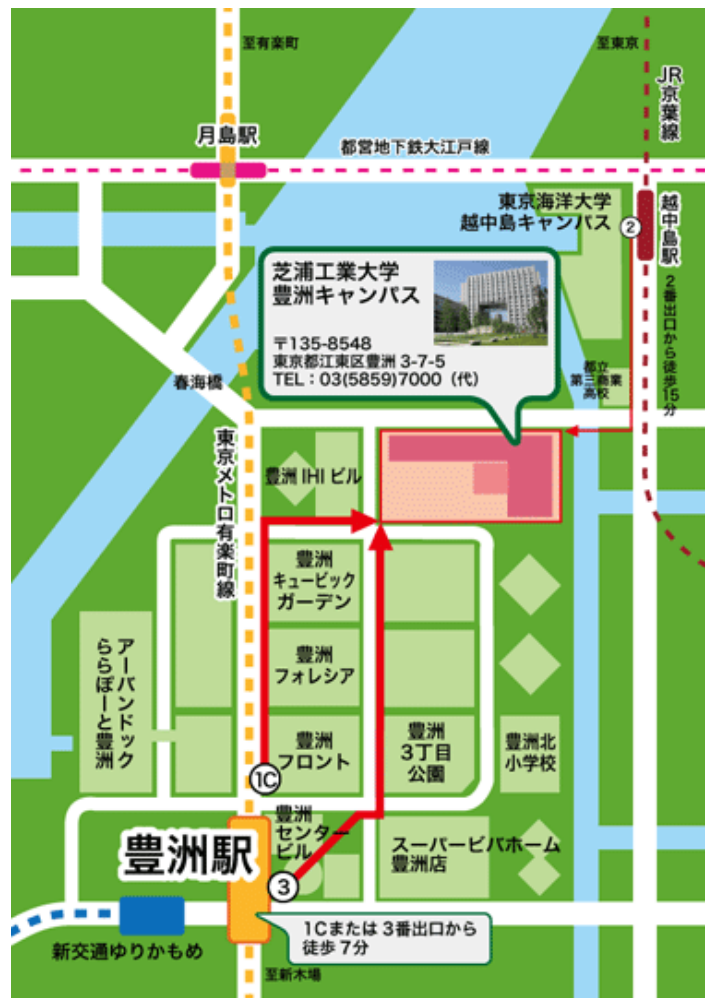 至有楽町
至東京
JR京葉線
月島駅
都営地下鉄大江戸線
東京海洋大学
越中島キャンパス
2
越中島駅
2番出口から徒歩15分
芝浦工業大学
豊洲キャンパス
〒135-8548
東京都江東区豊洲 3-7-5
TEL：03(5859)7000（代）
都立
第三商業
高校
春海橋
東京メトロ有楽町線
豊洲 IHI ビル
豊洲
キュービック
ガーデン
豊洲
フォレシア
アーバンドック
ららぽーと豊洲
豊洲
フロント
豊洲
3丁目
公園
豊洲北
小学校
1C
豊洲
センター
ビル
豊洲駅
スーパービバホーム
豊洲店
3
1Cまたは 3番出口から
徒歩 7分
新交通ゆりかもめ
至新木場